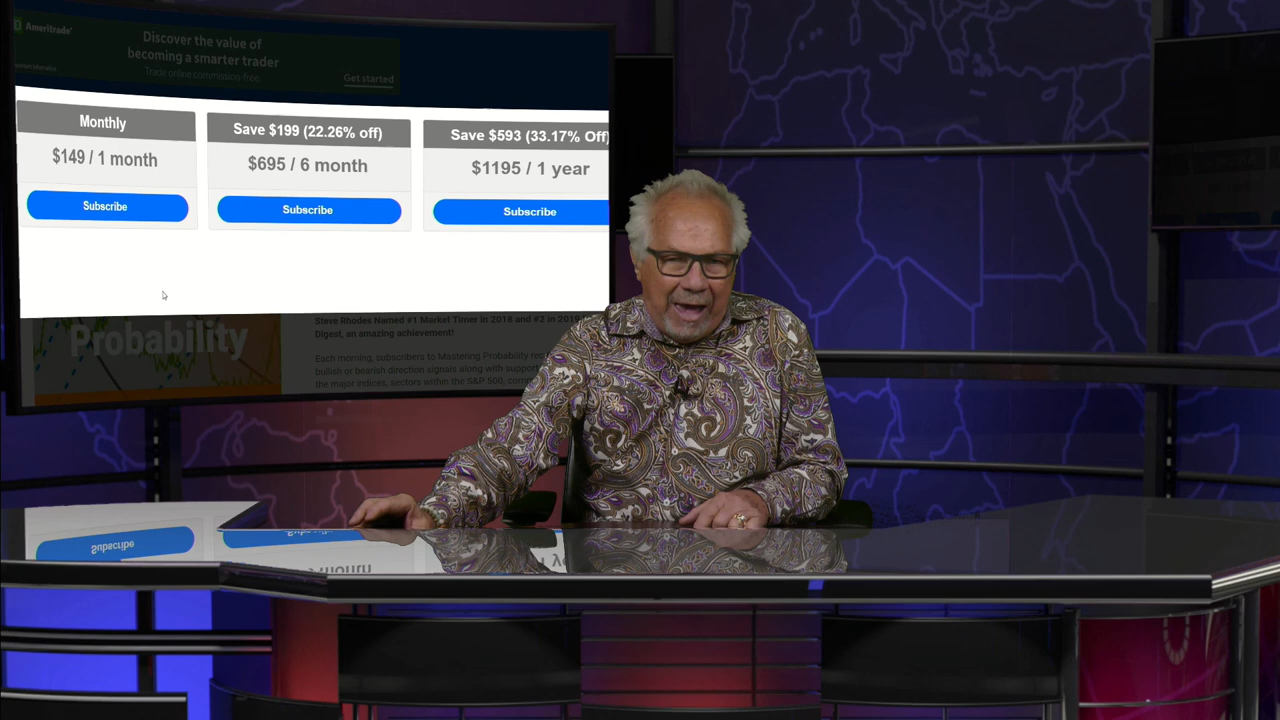 Ameritrade
Discover the value of
becoming a smarter trader
Trade online commission-free
Get started
Monthly
$149 / 1 month
Subscribe
Save $199 (22.26% off)
$695 / 6 month
Subscribe
Save $593 (33.17% Off)
$1195 / 1 year
Subscribe
Probability
Steve Rhodes Named #1 Market Timer in 2018 and #2 in 2019
Digest, an amazing achievement!
Each morning, subscribers to Mastering Probability
bullish or bearish direction signals along with
the major indices, sectors within the S&P 500,
Subscribe